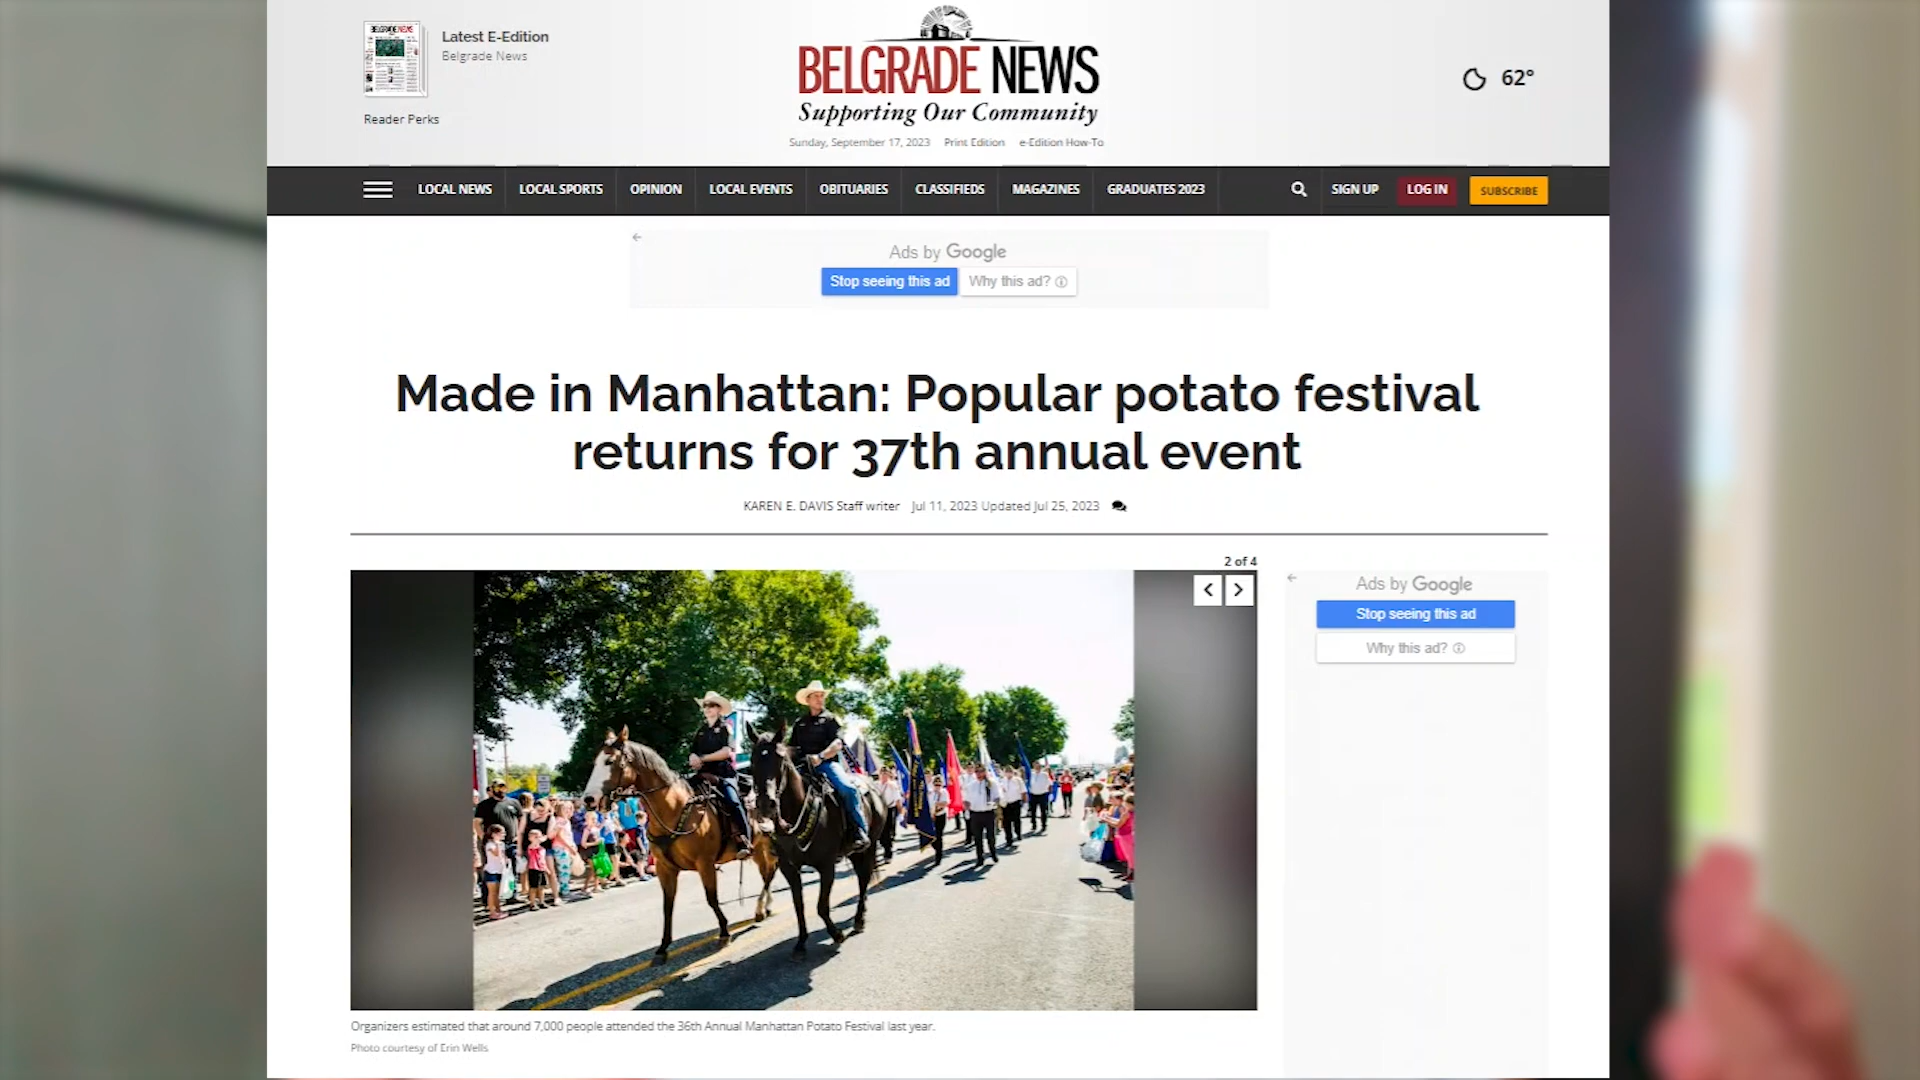 Latest E-Edition
Belgrade News
Reader Perks
BELGRADE NEWS
BELGRADE NEWS
Supporting Our Community
Sunday, September 17, 2023 Print Edition e-Edition How-To
62°
LOCAL NEWS LOCAL SPORTS OPINION LOCAL EVENTS OBITUARIES CLASSIFIEDS MAGAZINES GRADUATES 2023 SIGN UP LOG IN SUBSCRIBE
Ads by Google
Stop seeing this ad Why this ad?
Made in Manhattan: Popular potato festival
returns for 37th annual event
KAREN E. DAVIS Staff writer Jul 11, 2023 Updated Jul 25, 2023
2 of 4
Ads by Google
Stop seeing this ad
Why this ad?
Organizers estimated that around 7,000 people attended the 36th Annual Manhattan Potato Festival last year.
Photo courtesy of Erin Wells